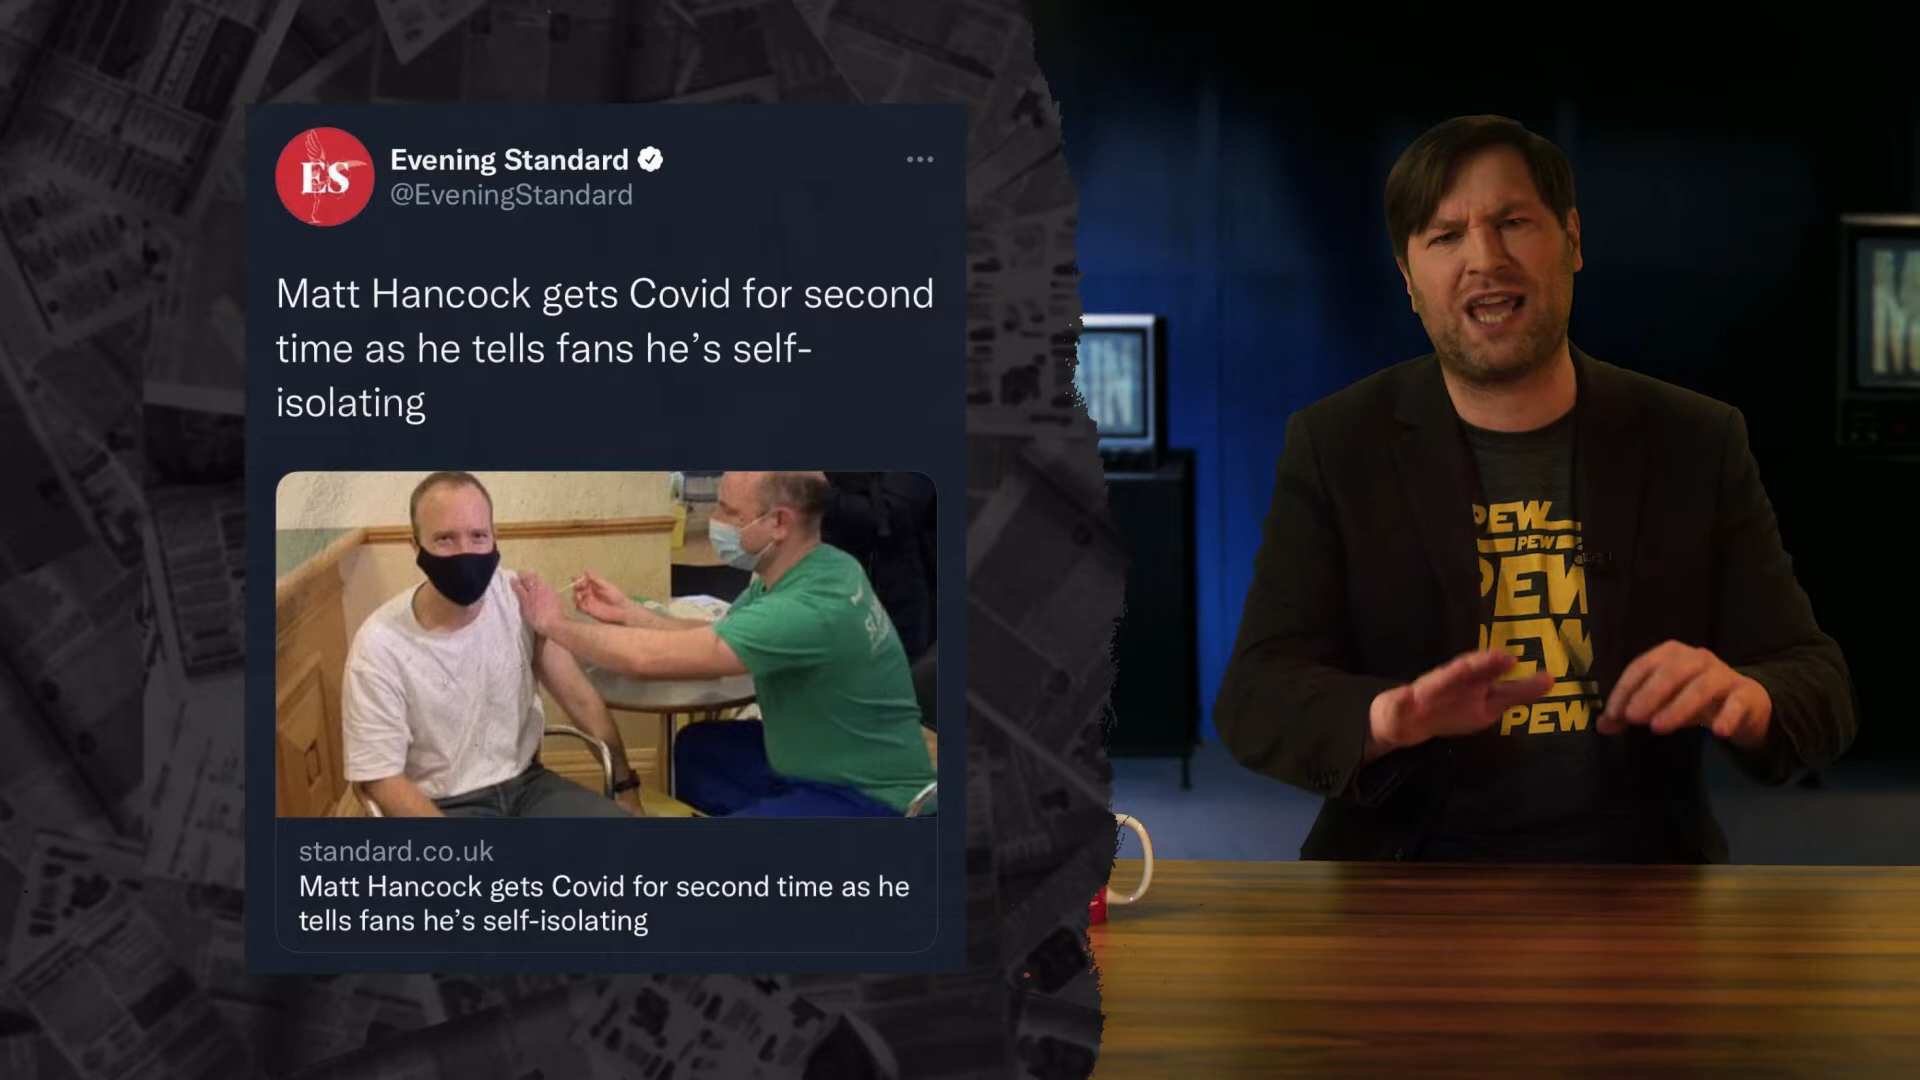 ES
Evening Standard
@EveningStandard
Matt Hancock gets Covid for second
time as he tells fans he's self-
isolating
standard.co.uk
Matt Hancock gets Covid for second time as he
tells fans he's self-isolating
PEW
PEW
PEW
PEW
PEW